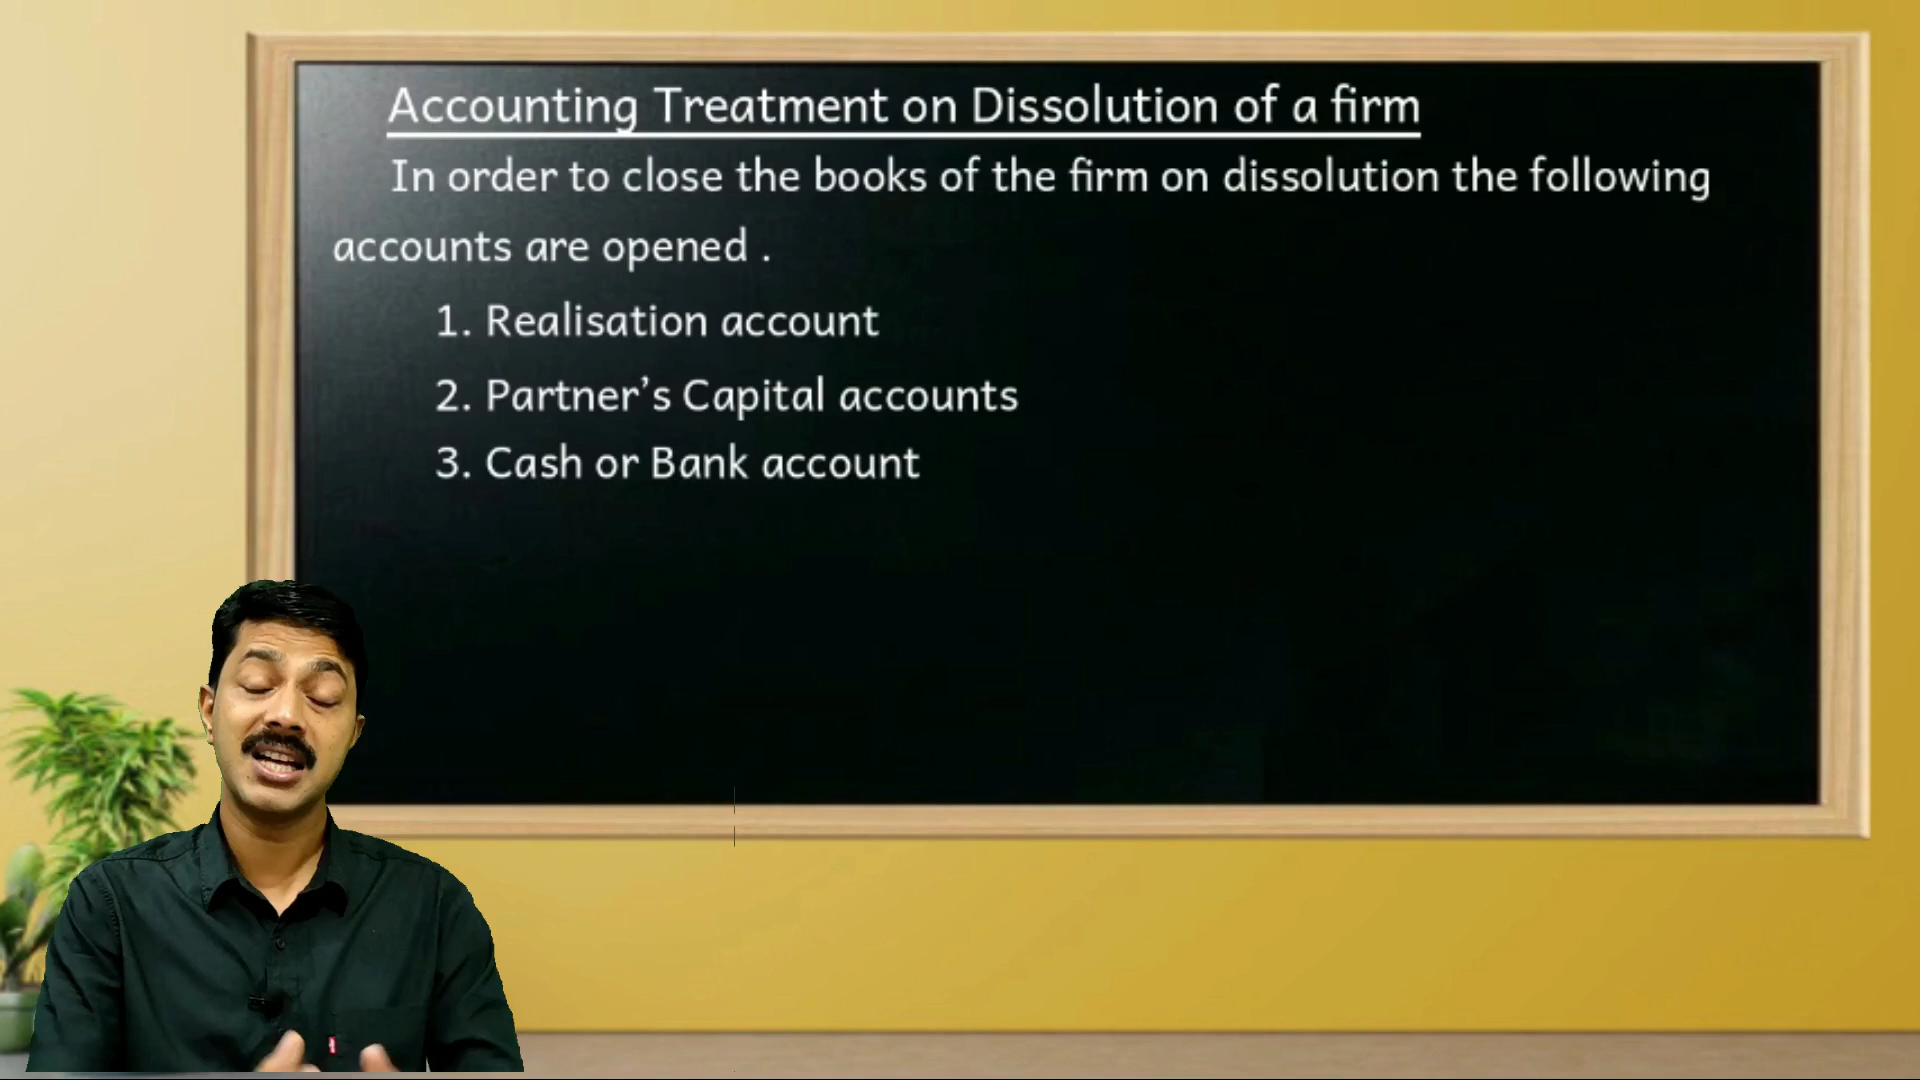 Accounting Treatment on Dissolution of a firm
In order to close the books of the firm on dissolution the following
accounts are opened .
1. Realisation account
2. Partner’s Capital accounts
3. Cash or Bank account